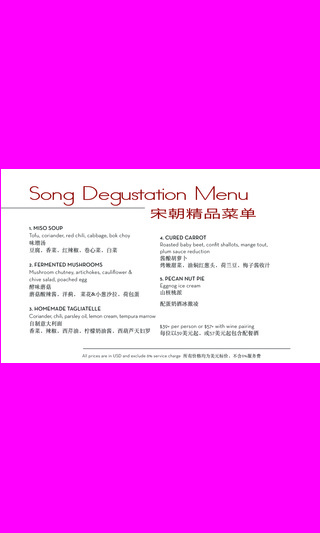 Song Degustation Menu
宋朝精品菜单
1. MISO SOUP
Tofu, coriander, red chili, cabbage, bok choy
味噌汤
豆腐、香菜、红辣椒、卷心菜、白菜
2. FERMENTED MUSHROOMS
Mushroom chutney, artichokes, cauliflower &
chive salad, poached egg
酵味蘑菇
蘑菇酸辣酱、洋蓟、菜花&小葱沙拉、荷包蛋
3. HOMEMADE TAGLIATELLE
Coriander, chili, parsley oil, lemon cream, tempura marrow
自制意大利面
香菜、辣椒、西芹油、柠檬奶油酱、西葫芦天妇罗
4. CURED CARROT
Roasted baby beet, confit shallots, mange tout,
plum sauce reduction
酱酸胡萝卜
烤嫩甜菜、油焖红葱头、荷兰豆、梅子酱收汁
5. PECAN NUT PIE
Eggnog ice cream
山核桃派
配蛋奶酒冰激凌
$39+ per person or $57+ with wine pairing
每位以39美元起，或57美元起包含配餐酒
All prices are in USD and exclude 8% service charge 所有价格均为美元标价，不含8%服务费